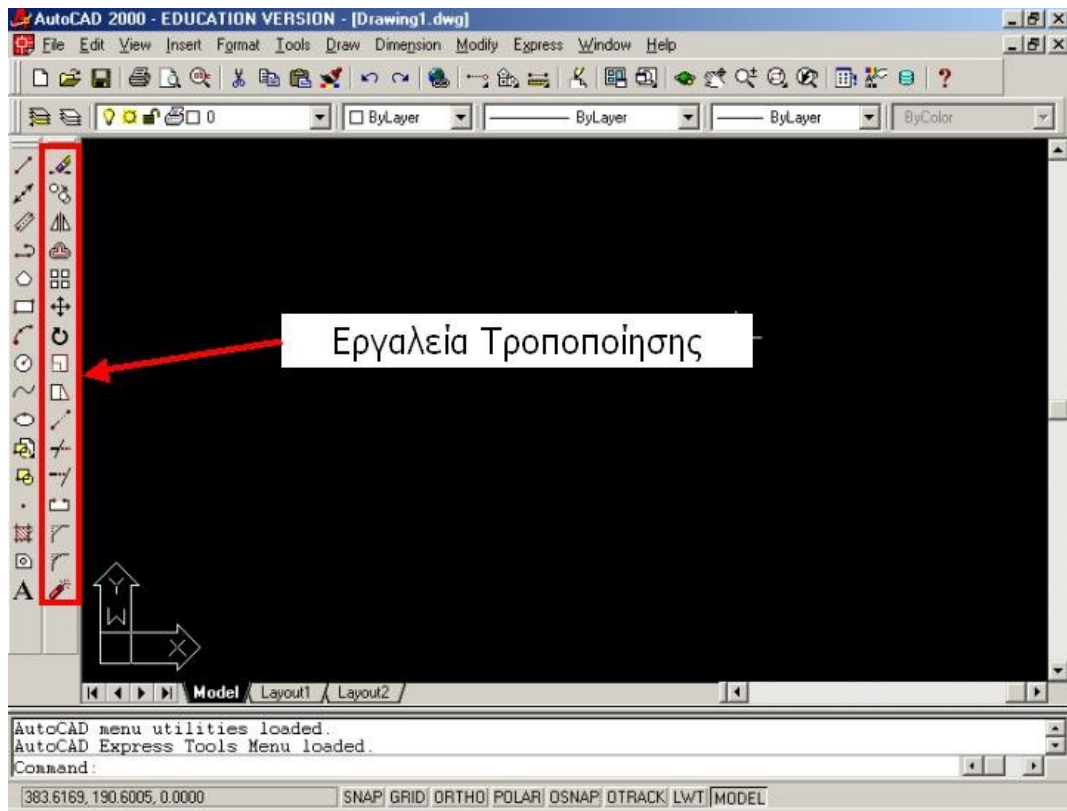 AutoCAD 2000 - EDUCATION VERSION - [Drawing1.dwg]
File Edit View Insert Format Tools Draw Dimension Modify Express Window Help
0 ByLayer ByLayer ByLayer ByColor
Εργαλεία Τροποποίησης
A
Y
W
X
Model Layout1 Layout2
AutoCAD menu utilities loaded.
AutoCAD Express Tools Menu loaded.
Command:
383.6169, 190.6005, 0.0000 SNAP GRID ORTHO POLAR OSNAP OTRACK LWT MODEL